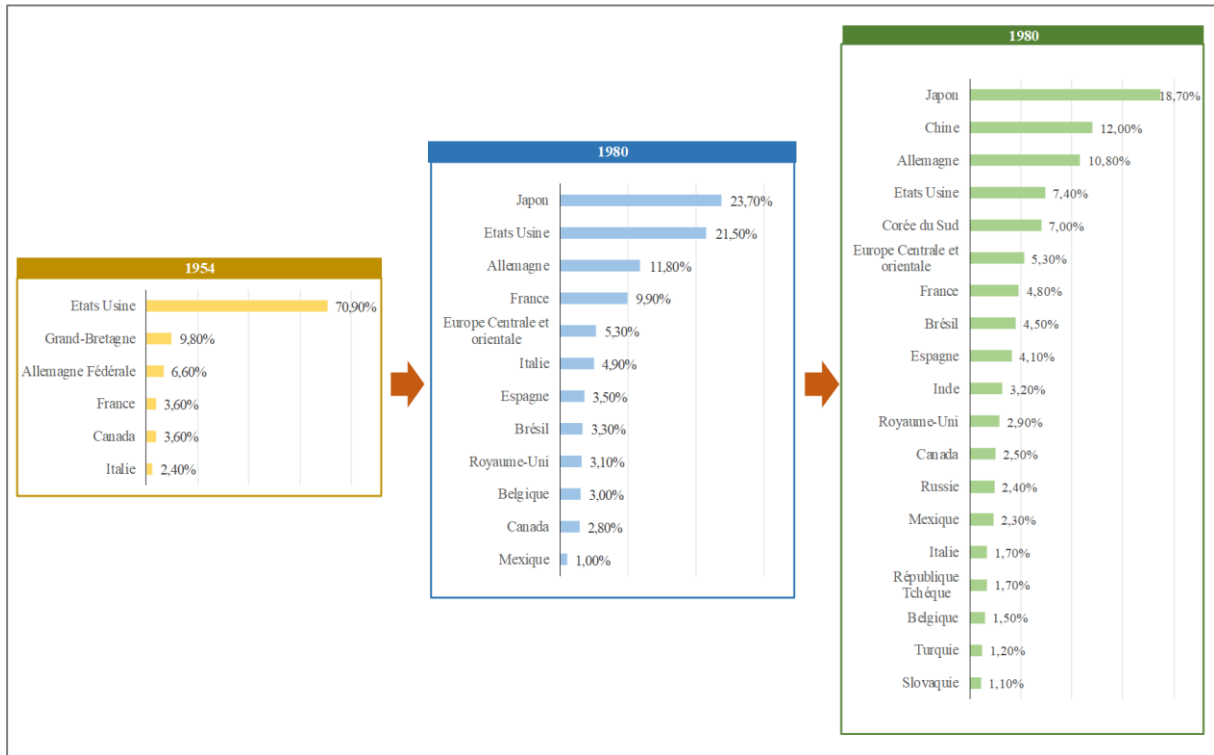 1954
Etats Usine 70,90%
Grand-Bretagne 9,80%
Allemagne Fédérale 6,60%
France 3,60%
Canada 3,60%
Italie 2,40%
1980
Japon 23,70%
Etats Usine 21,50%
Allemagne 11,80%
France 9,90%
Europe Centrale et
orientale 5,30%
Italie 4,90%
Espagne 3,50%
Brésil 3,30%
Royaume-Uni 3,10%
Belgique 3,00%
Canada 2,80%
Mexique 1,00%
1980
Japon 18,70%
Chine 12,00%
Allemagne 10,80%
Etats Usine 7,40%
Corée du Sud 7,00%
Europe Centrale et
orientale 5,30%
France 4,80%
Brésil 4,50%
Espagne 4,10%
Inde 3,20%
Royaume-Uni 2,90%
Canada 2,50%
Russie 2,40%
Mexique 2,30%
Italie 1,70%
République
Tchéque 1,70%
Belgique 1,50%
Turquie 1,20%
Slovaquie 1,10%